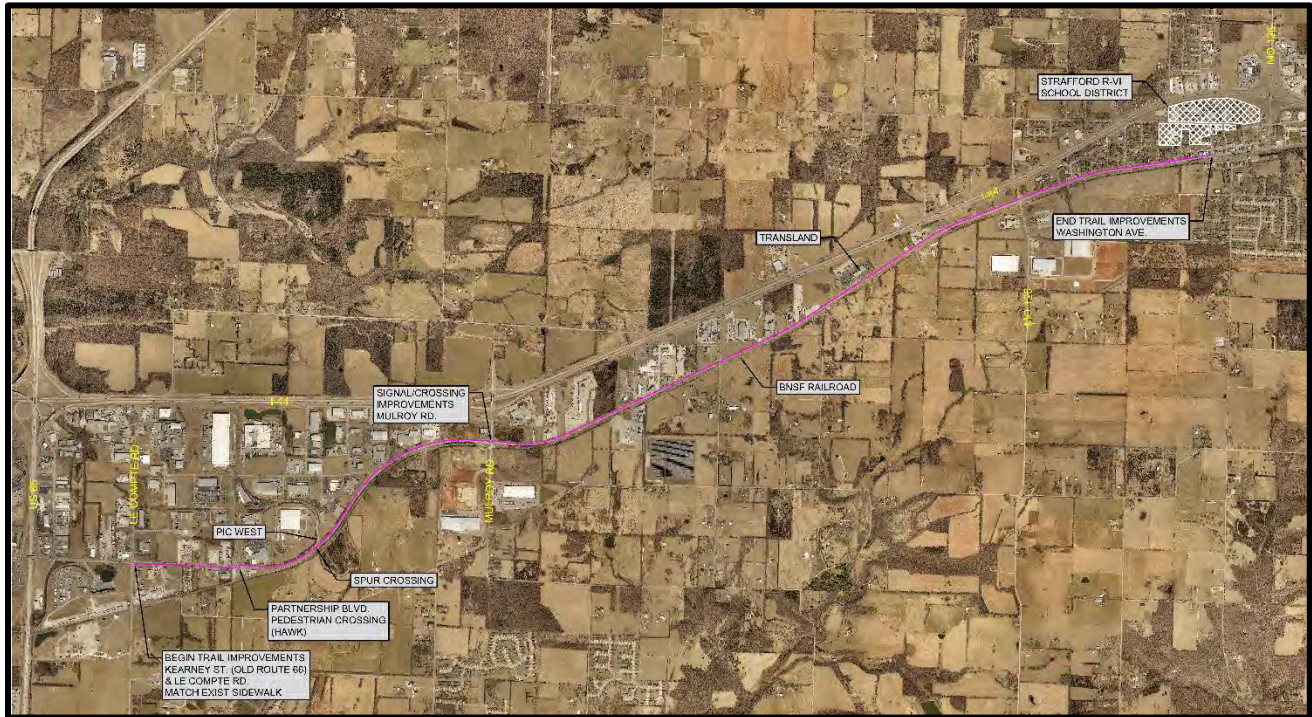 MO 125
STRAFFORD R-VI
SCHOOL DISTRICT
I-44
END TRAIL IMPROVEMENTS
WASHINGTON AVE.
TRANSLAND
MO 125
BNSF RAILROAD
SIGNAL/CROSSING
IMPROVEMENTS
MULROY RD.
I-44
US 65
LE COMPTE RD
MULROY RD
PIC WEST
SPUR CROSSING
PARTNERSHIP BLVD.
PEDESTRIAN CROSSING
(HAWK)
BEGIN TRAIL IMPROVEMENTS
KEARNEY ST. (OLD ROUTE 66)
& LE COMPTE RD.
MATCH EXIST SIDEWALK